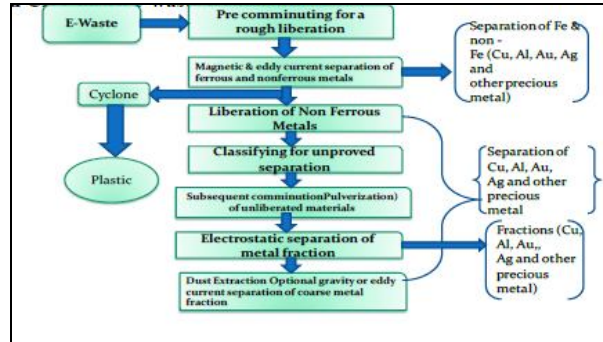 E-Waste
Pre comminuting for a
rough liberation
Magnetic & eddy current separation of
ferrous and nonferrous metals
Separation of Fe &
non -
Fe (Cu, Al, Au, Ag
and
other precious
metal)
Cyclone
Plastic
Liberation of Non Ferrous
Metals
Classifying for unproved
separation
Separation of
Cu, Al, Au,
Ag and other
precious
metal
Subsequent comminutionPulverization)
of unliberated materials
Electrostatic separation of
metal fraction
Fractions (Cu,
Al, Au,,
Ag and other
precious
metal)
Dust Extraction Optional gravity or eddy
current separation of coarse metal
fraction